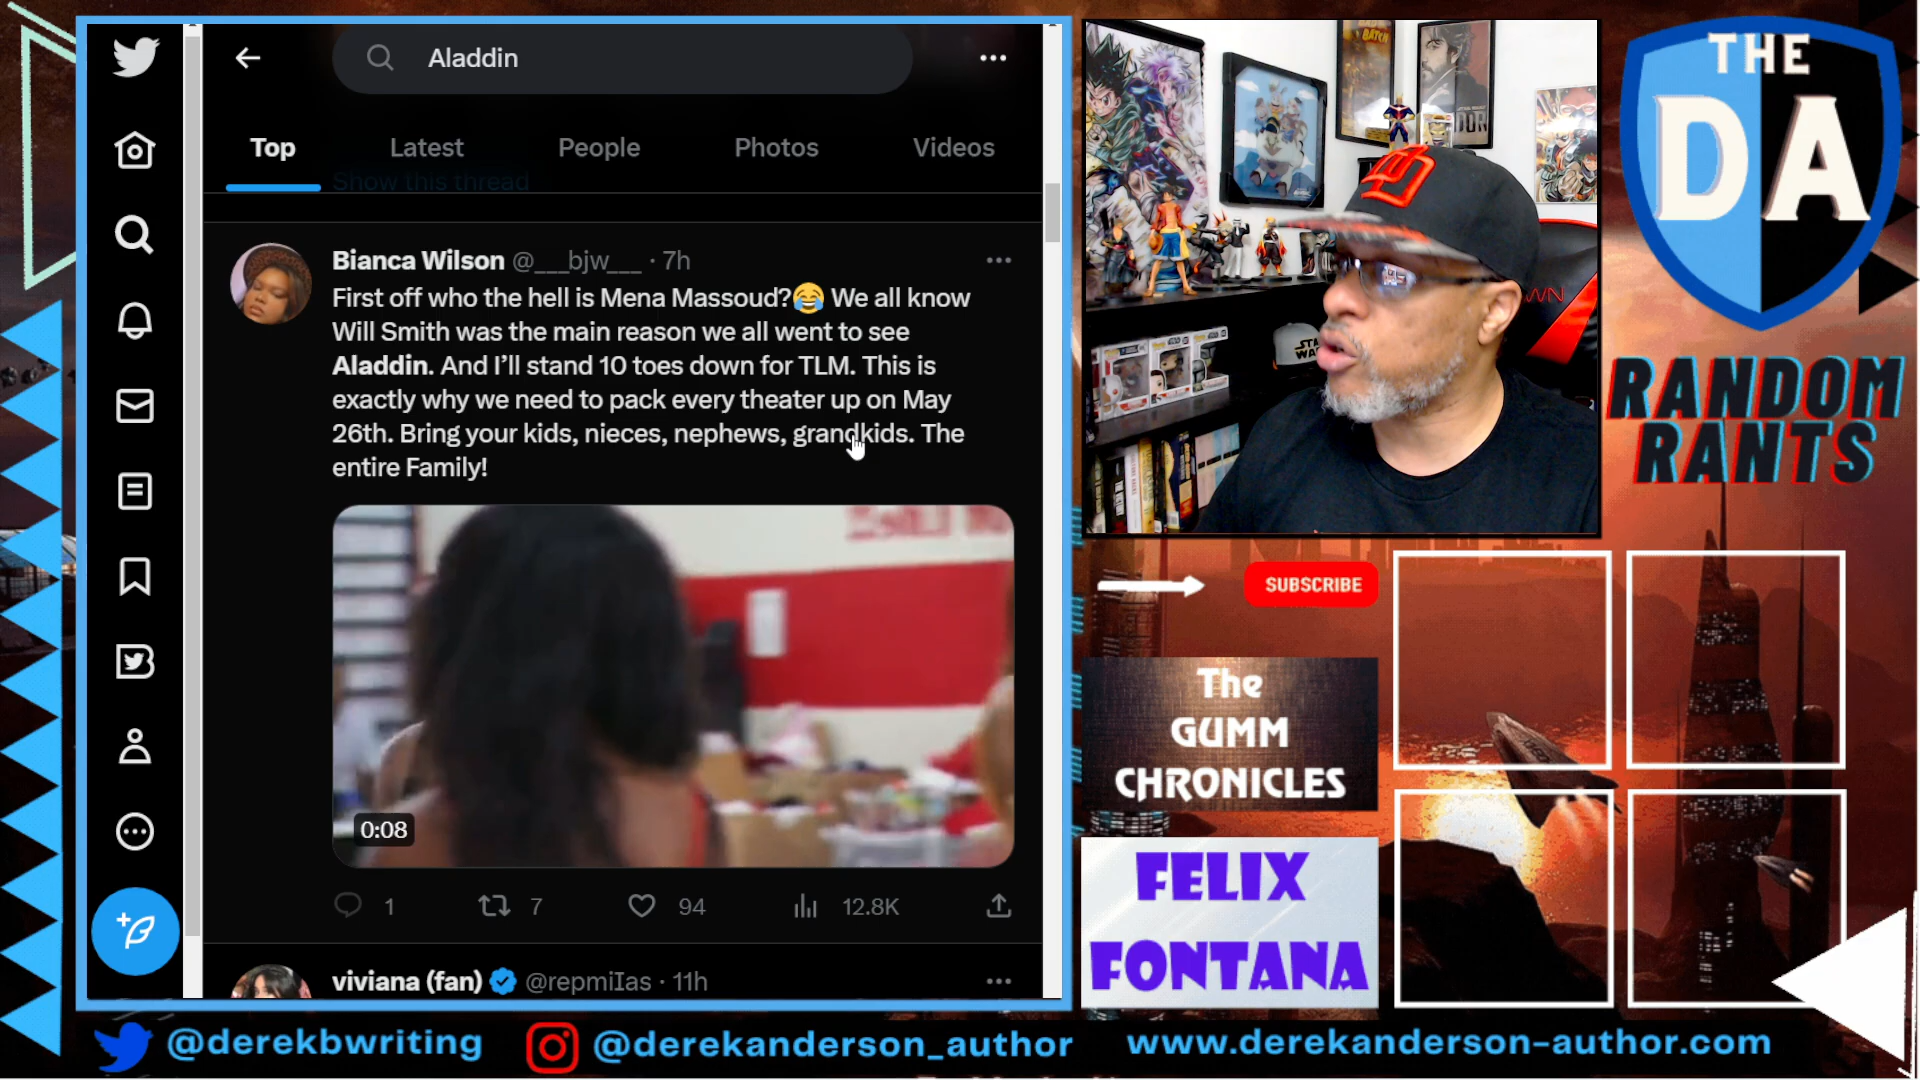 Aladdin
Top
Latest
People
Photos
Videos
Show this thread
Bianca Wilson @___bjw___ · 7h
First off who the hell is Mena Massoud?😂 We all know
Will Smith was the main reason we all went to see
Aladdin. And I’ll stand 10 toes down for TLM. This is
exactly why we need to pack every theater up on May
26th. Bring your kids, nieces, nephews, grandkids. The
entire Family!
0:08
1
7
94
12.8K
viviana (fan) @repmiIas · 11h
THE
DA
RANDOM
RANTS
SUBSCRIBE
The
GUMM
CHRONICLES
FELIX
FONTANA
@derekbwriting
@derekanderson_author
www.derekanderson-author.com